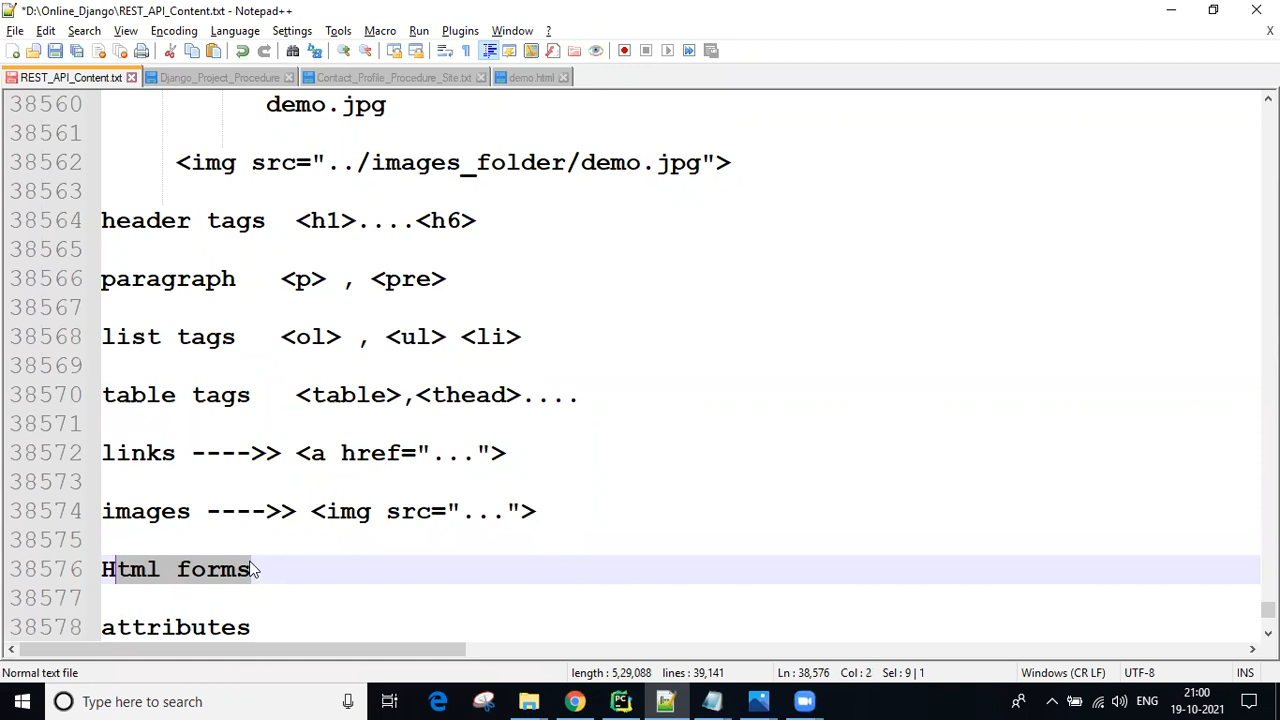 *D:\Online_Django\REST_API_Content.txt - Notepad++
File Edit Search View Encoding Language Settings Tools Macro Run Plugins Window ? X
REST_API_Content.txt Django_Project_Procedure Contact_Profile_Procedure_Site.txt demo.html
38560 demo.jpg
38561
38562 <img src="../images_folder/demo.jpg">
38563
38564 header tags <h1>....<h6>
38565
38566 paragraph <p> , <pre>
38567
38568 list tags <ol> , <ul> <li>
38569
38570 table tags <table>,<thead>....
38571
38572 links ---->> <a href="...">
38573
38574 images ---->> <img src="...">
38575
38576 Html forms
38577
38578 attributes
Normal text file length : 5,29,088 lines : 39,141 Ln : 38,576 Col : 2 Sel : 9 | 1 Windows (CR LF) UTF-8 INS
Type here to search ENG 21:00
19-10-2021